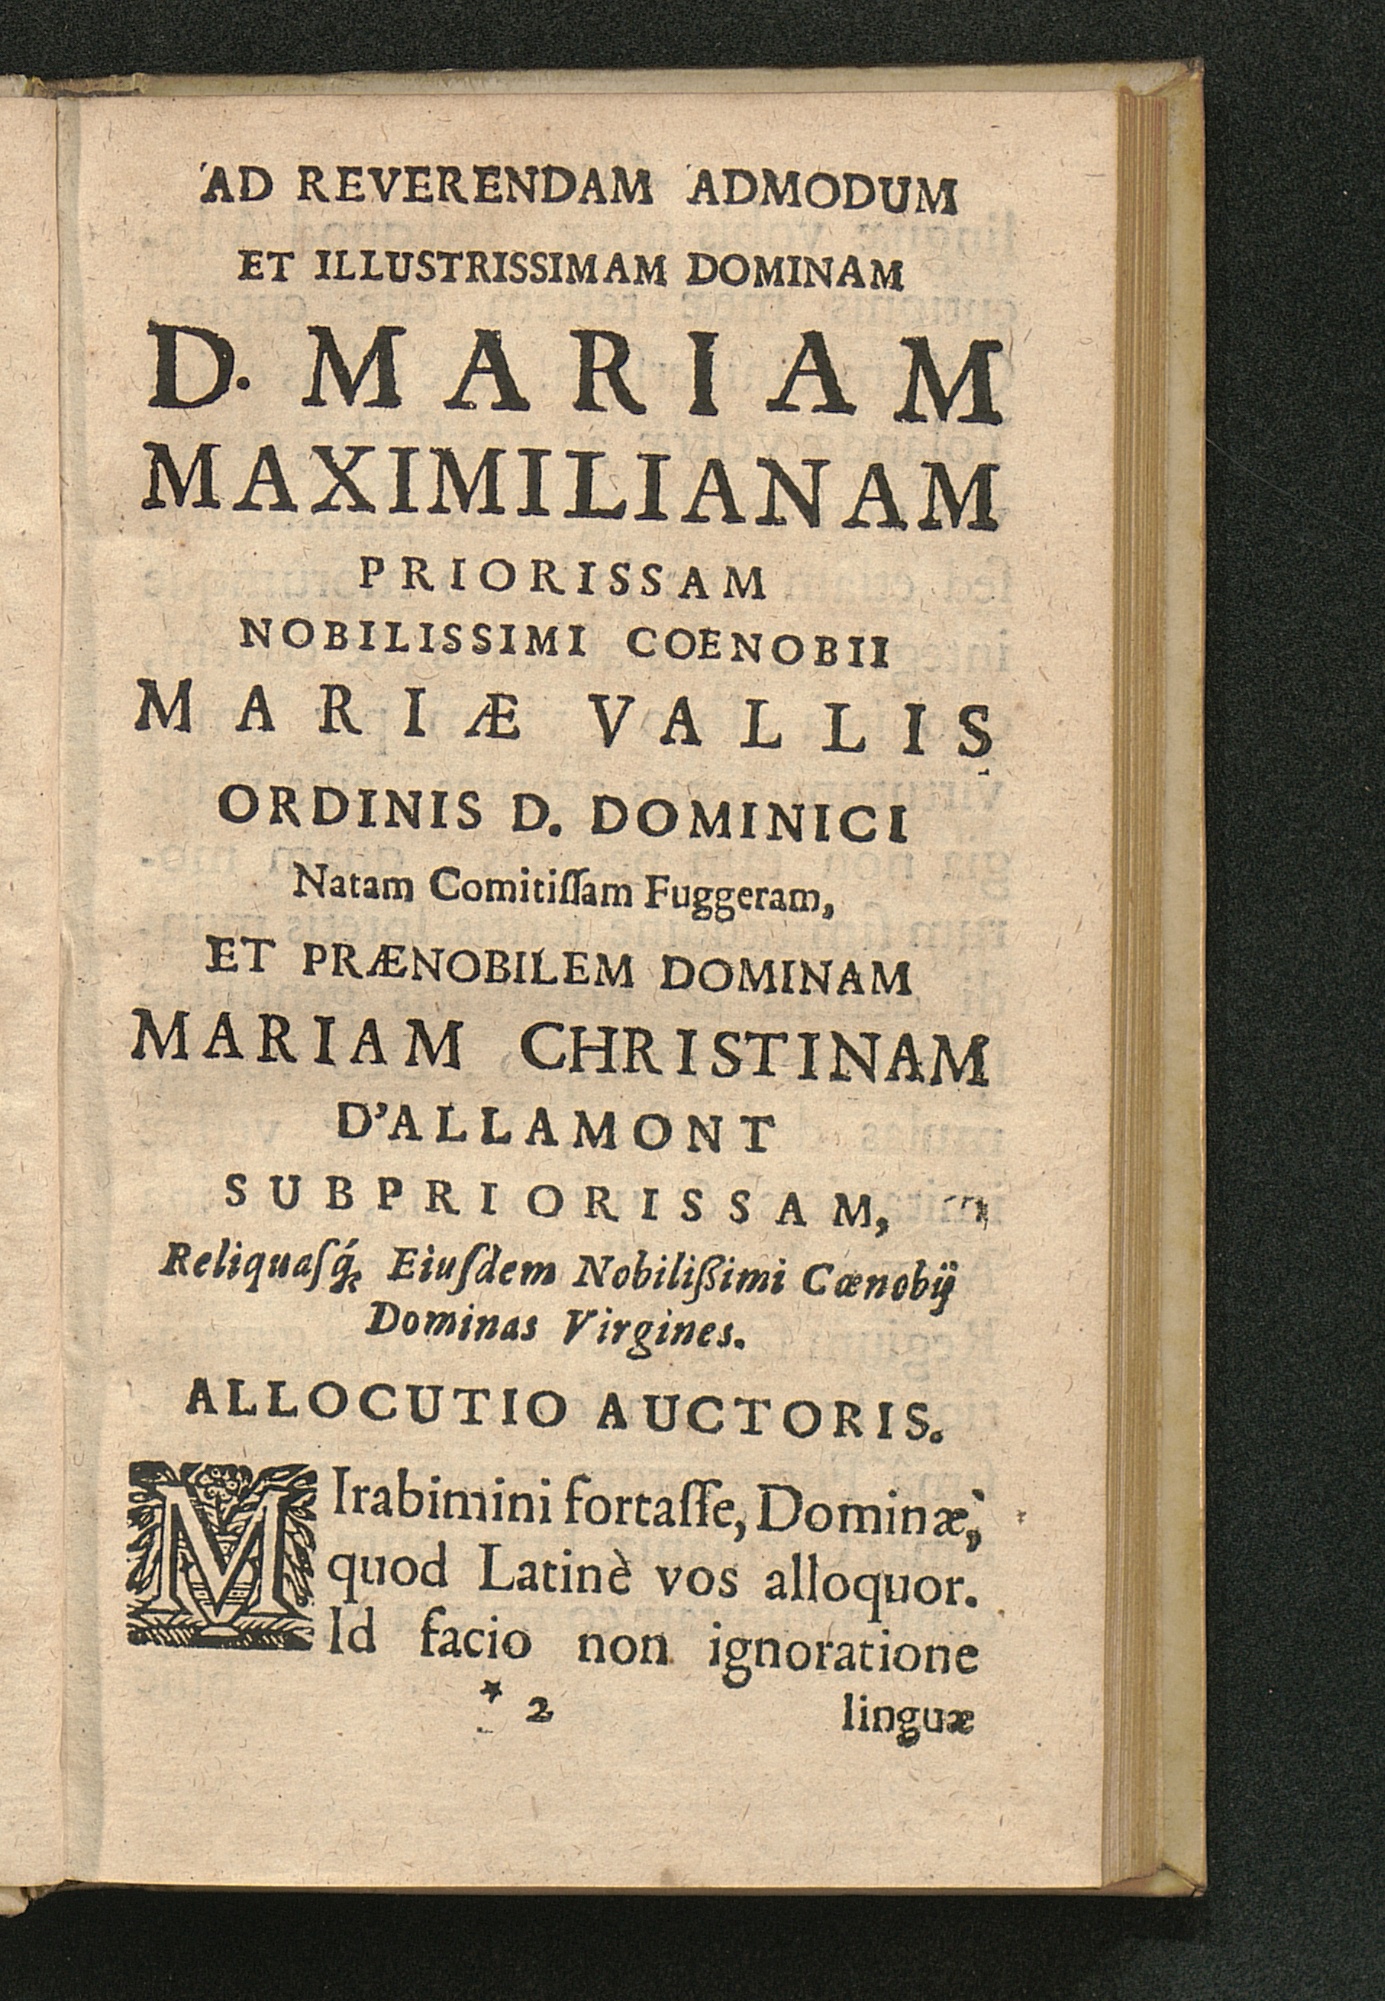 AD REVERENDAM ADMODUM
ET ILLUSTRISSIMAM DOMINAM
D. MARIAM
MAXIMILIANAM
PRIORISSAM
NOBILISSIMI COENOBII
MARIÆ VALLIS
ORDINIS D. DOMINICI
Natam Comitiſſam Fuggeram,
ET PRÆNOBILEM DOMINAM
MARIAM CHRISTINAM
D'ALLAMONT
SUBPRIORISSAM,
Reliquaſq́; Eiuſdem Nobilißimi Cœnobij
Dominas Virgines.
ALLOCUTIO AUCTORIS.
MIrabimini fortaſſe, Dominæ,
quod Latinè vos alloquor.
Id facio non ignoratione
* 2 linguæ